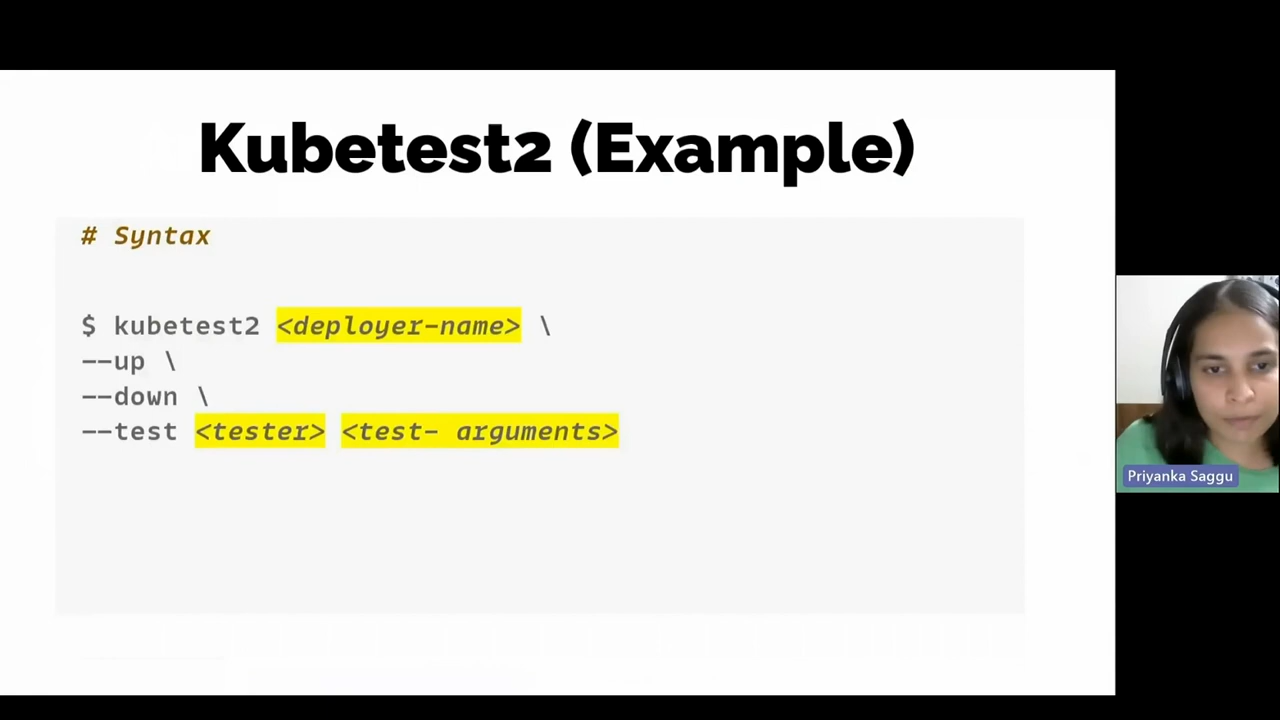 Kubetest2 (Example)
# Syntax
$ kubetest2 <deployer-name> \
--up \
--down \
--test <tester> <test- arguments>
Priyanka Saggu